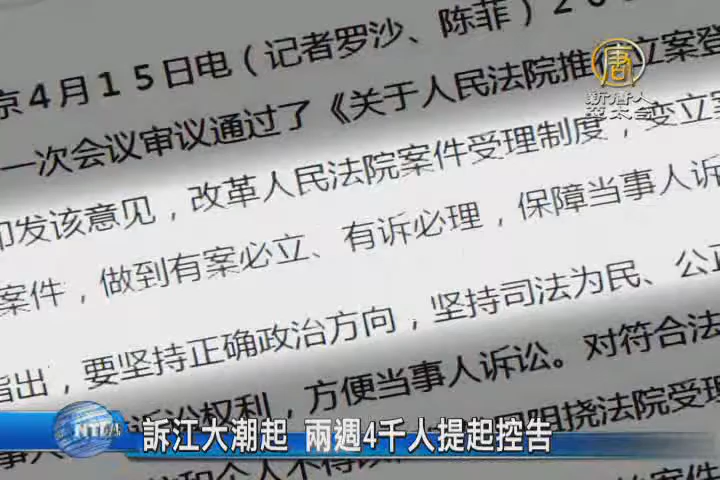 京4月15日电（记者罗沙、陈菲）20
一次会议审议通过了《关于人民法院推行立案登
印发该意见，改革人民法院案件受理制度，变立案
案件，做到有案必立、有诉必理，保障当事人诉
指出，要坚持正确政治方向，坚持司法为民、公正
诉讼权利，方便当事人诉讼。对符合法
阻挠法院受理
唐
新唐人
亞太台
NTD
訴江大潮起 兩週4千人提起控告